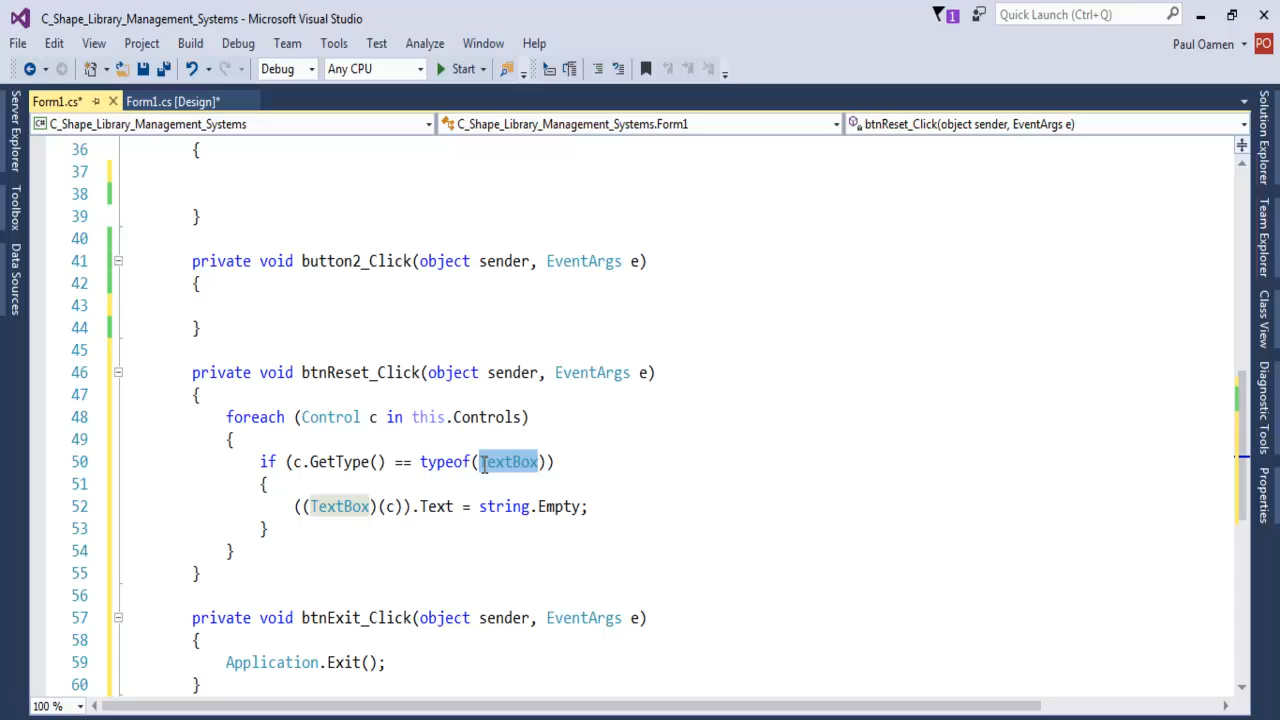 C_Shape_Library_Management_Systems - Microsoft Visual Studio
1
Quick Launch (Ctrl+Q)
File Edit View Project Build Debug Team Tools Test Analyze Window Help
Paul Oamen
PO
Debug
Any CPU
Start
Form1.cs*
Form1.cs [Design]*
C_Shape_Library_Management_Systems
C_Shape_Library_Management_Systems.Form1
btnReset_Click(object sender, EventArgs e)
Server Explorer
Toolbox
Data Sources
36 {
37
38
39 }
40
41 private void button2_Click(object sender, EventArgs e)
42 {
43
44 }
45
46 private void btnReset_Click(object sender, EventArgs e)
47 {
48 foreach (Control c in this.Controls)
49 {
50 if (c.GetType() == typeof(TextBox))
51 {
52 ((TextBox)(c)).Text = string.Empty;
53 }
54 }
55 }
56
57 private void btnExit_Click(object sender, EventArgs e)
58 {
59 Application.Exit();
60 }
100 %
Solution Explorer
Team Explorer
Class View
Diagnostic Tools
Properties